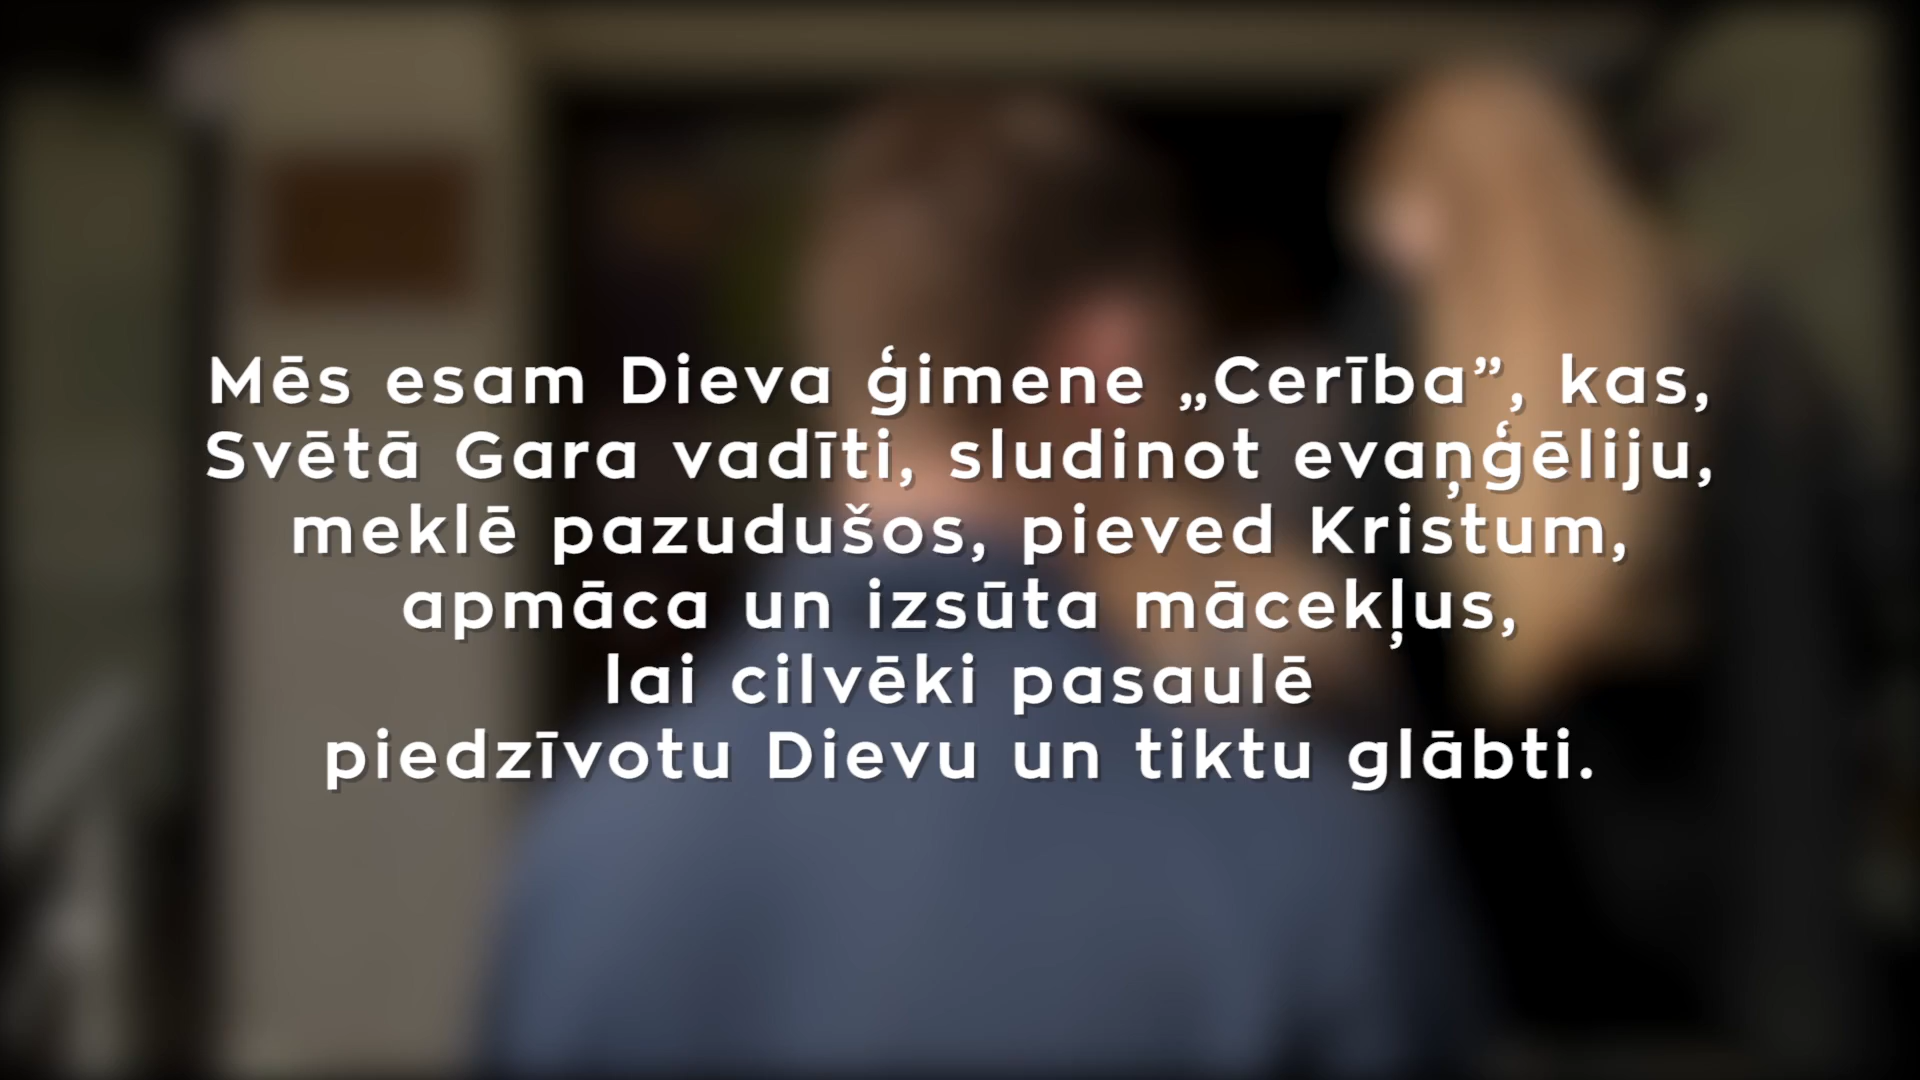 Mēs esam Dieva ģimene „Cerība”, kas,
Svētā Gara vadīti, sludinot evaņģēliju,
meklē pazudušos, pieved Kristum,
apmāca un izsūta mācekļus,
lai cilvēki pasaulē
piedzīvotu Dievu un tiktu glābti.